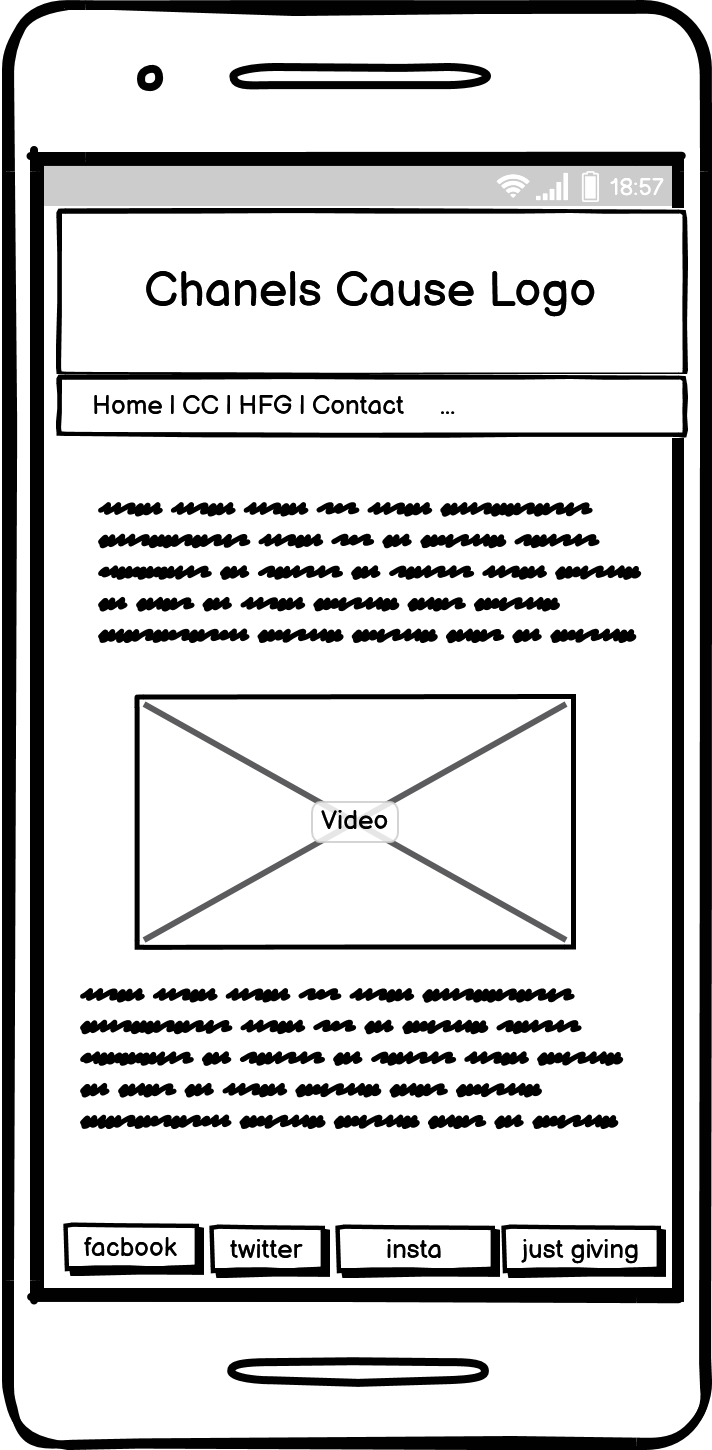 18:57
Chanels Cause Logo
Home | CC | HFG | Contact ...
Video
facbook twitter insta just giving